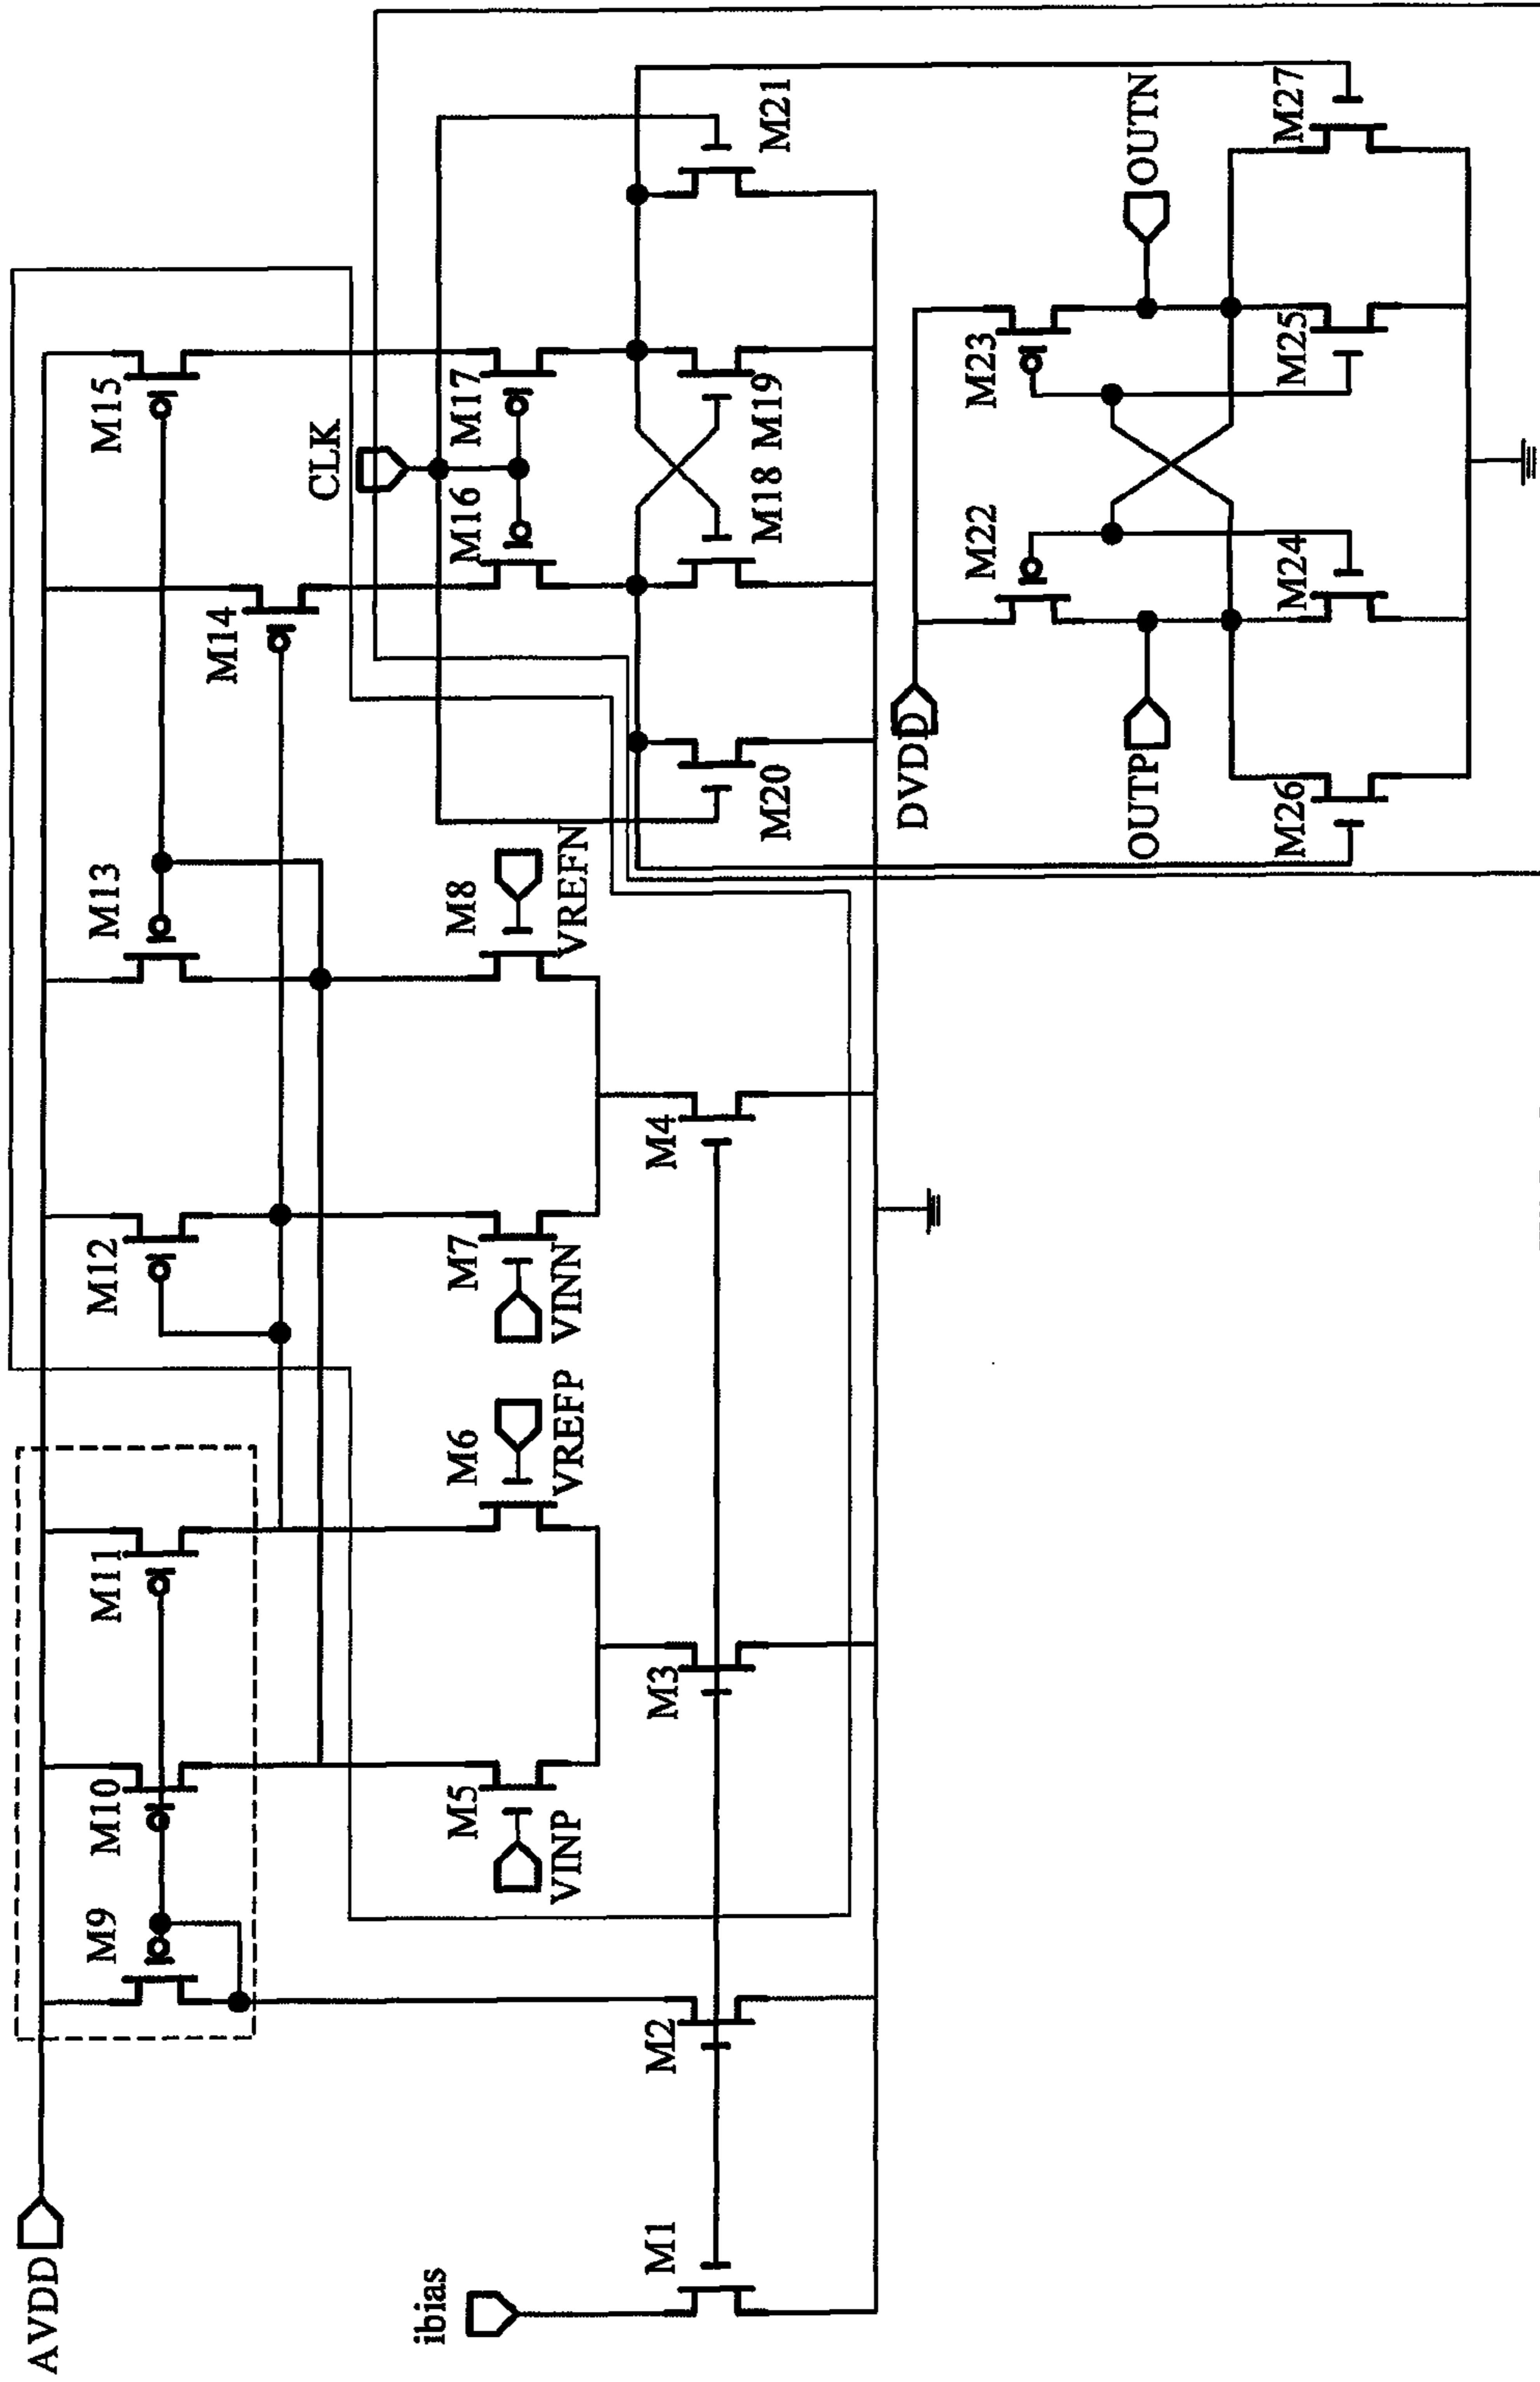 AVDD
M9
M10
M11
M12
M13
M15
M14
CLK
ibias
M5
VINP
M6
VREFP
M7
VINN
M8
VREFN
M16
M17
M1
M2
M3
M4
M20
M18
M19
M21
DVDD
M22
M23
OUTP
OUTN
M26
M24
M25
M27